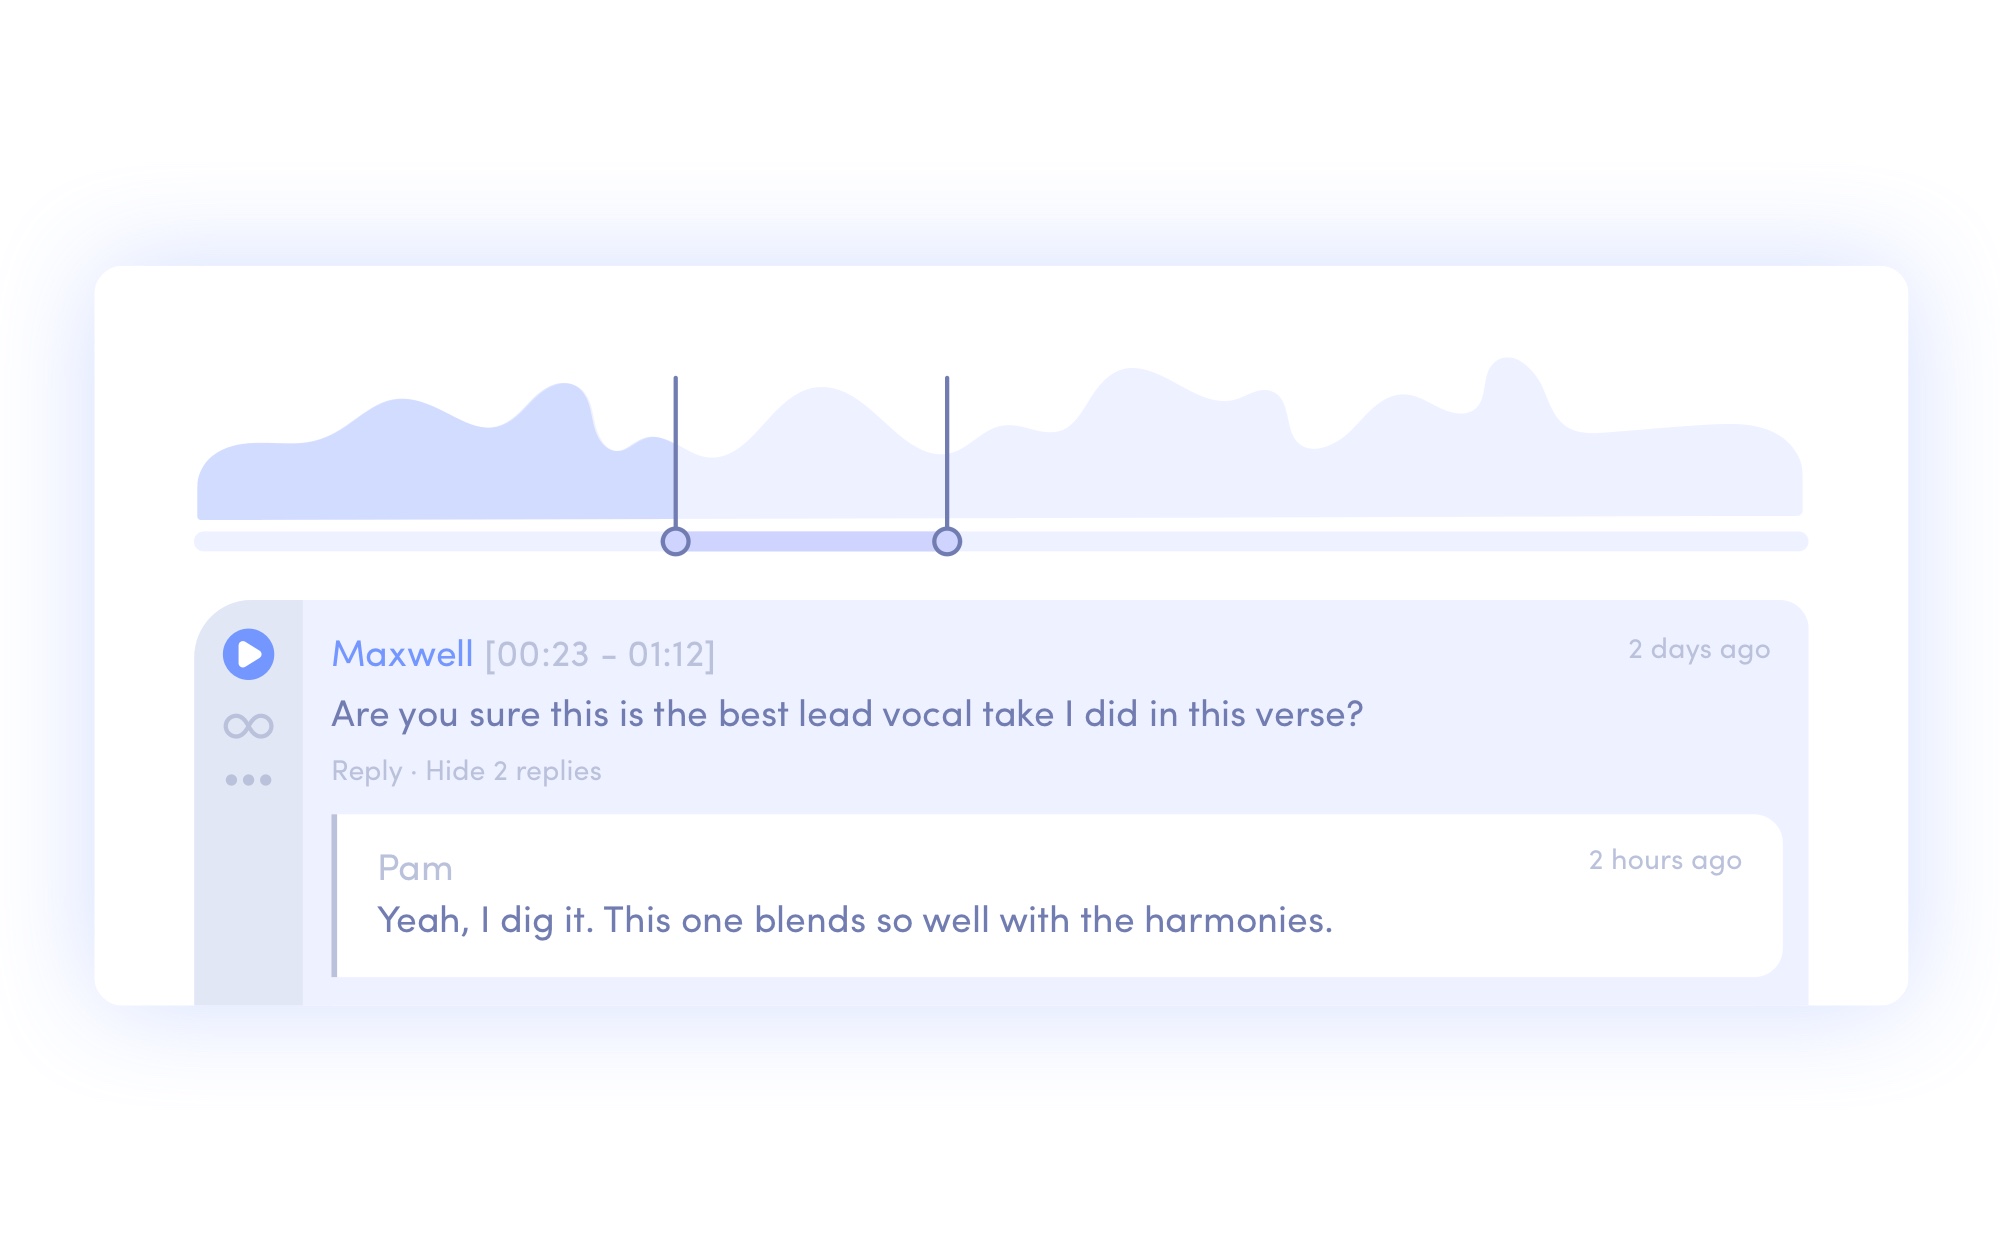 Maxwell [00:23 - 01:12]
2 days ago
Are you sure this is the best lead vocal take I did in this verse?
Reply · Hide 2 replies
Pam
2 hours ago
Yeah, I dig it. This one blends so well with the harmonies.